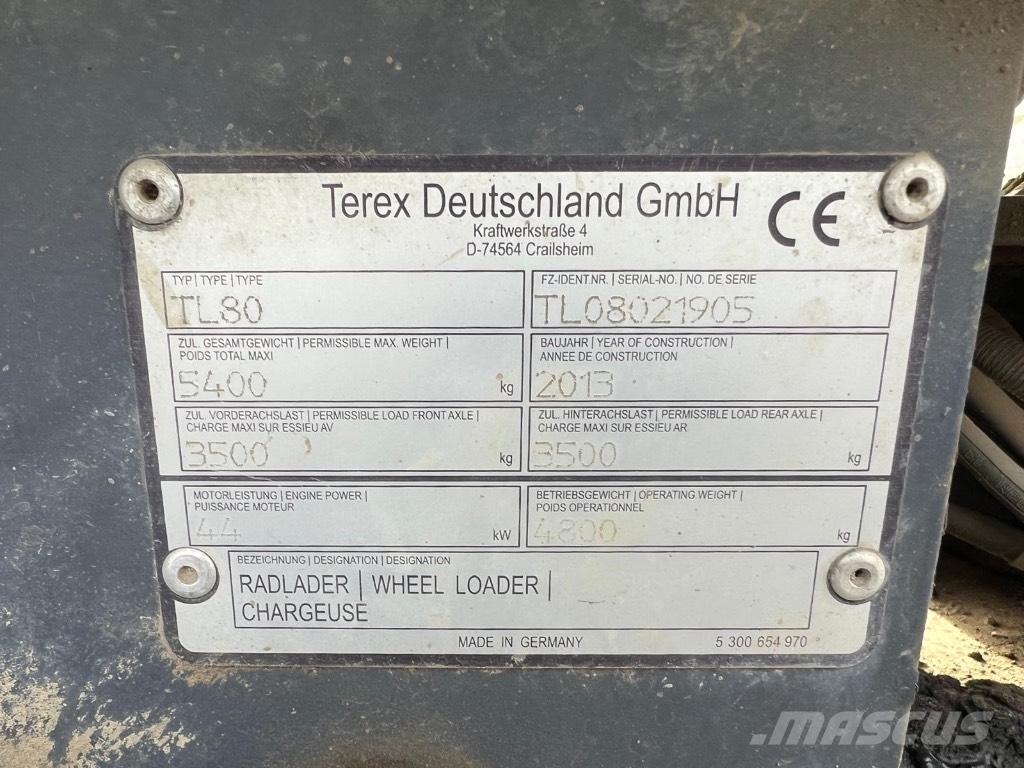 Terex Deutschland GmbH
CE
Kraftwerkstraße 4
D-74564 Crailsheim
TYP | TYPE | TYPE
TL80
FZ-IDENT.NR. | SERIAL-NO. | NO. DE SERIE
TL08021905
ZUL. GESAMTGEWICHT | PERMISSIBLE MAX. WEIGHT |
POIDS TOTAL MAXI
5400 kg
BAUJAHR | YEAR OF CONSTRUCTION |
ANNEE DE CONSTRUCTION
2013
ZUL. VORDERACHSLAST | PERMISSIBLE LOAD FRONT AXLE |
CHARGE MAXI SUR ESSIEU AV
3500 kg
ZUL. HINTERACHSLAST | PERMISSIBLE LOAD REAR AXLE |
CHARGE MAXI SUR ESSIEU AR
3500 kg
MOTORLEISTUNG | ENGINE POWER |
PUISSANCE MOTEUR
44 kW
BETRIEBSGEWICHT | OPERATING WEIGHT |
POIDS OPERATIONNEL
4800 kg
BEZEICHNUNG | DESIGNATION | DESIGNATION
RADLADER | WHEEL LOADER |
CHARGEUSE
MADE IN GERMANY
5 300 654 970
MASCUS